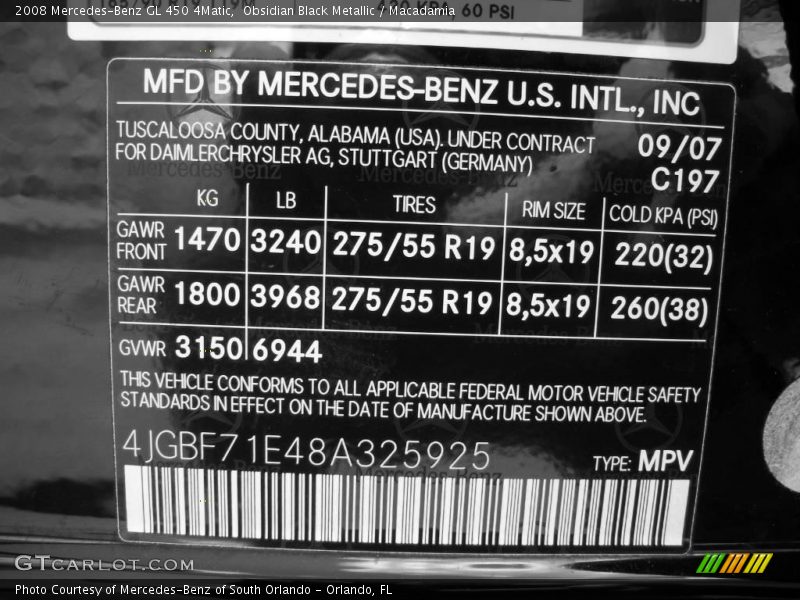 2008 Mercedes-Benz GL 450 4Matic, Obsidian Black Metallic / Macadamia
60 PSI
MFD BY MERCEDES-BENZ U.S. INTL., INC
TUSCALOOSA COUNTY, ALABAMA (USA). UNDER CONTRACT 09/07
FOR DAIMLERCHRYSLER AG, STUTTGART (GERMANY) C197
KG LB TIRES RIM SIZE COLD KPA (PSI)
GAWR FRONT 1470 3240 275/55 R19 8,5x19 220(32)
GAWR REAR 1800 3968 275/55 R19 8,5x19 260(38)
GVWR 3150 6944
THIS VEHICLE CONFORMS TO ALL APPLICABLE FEDERAL MOTOR VEHICLE SAFETY
STANDARDS IN EFFECT ON THE DATE OF MANUFACTURE SHOWN ABOVE.
4JGBF71E48A325925 TYPE: MPV
GTCARLOT.COM
Photo Courtesy of Mercedes-Benz of South Orlando - Orlando, FL